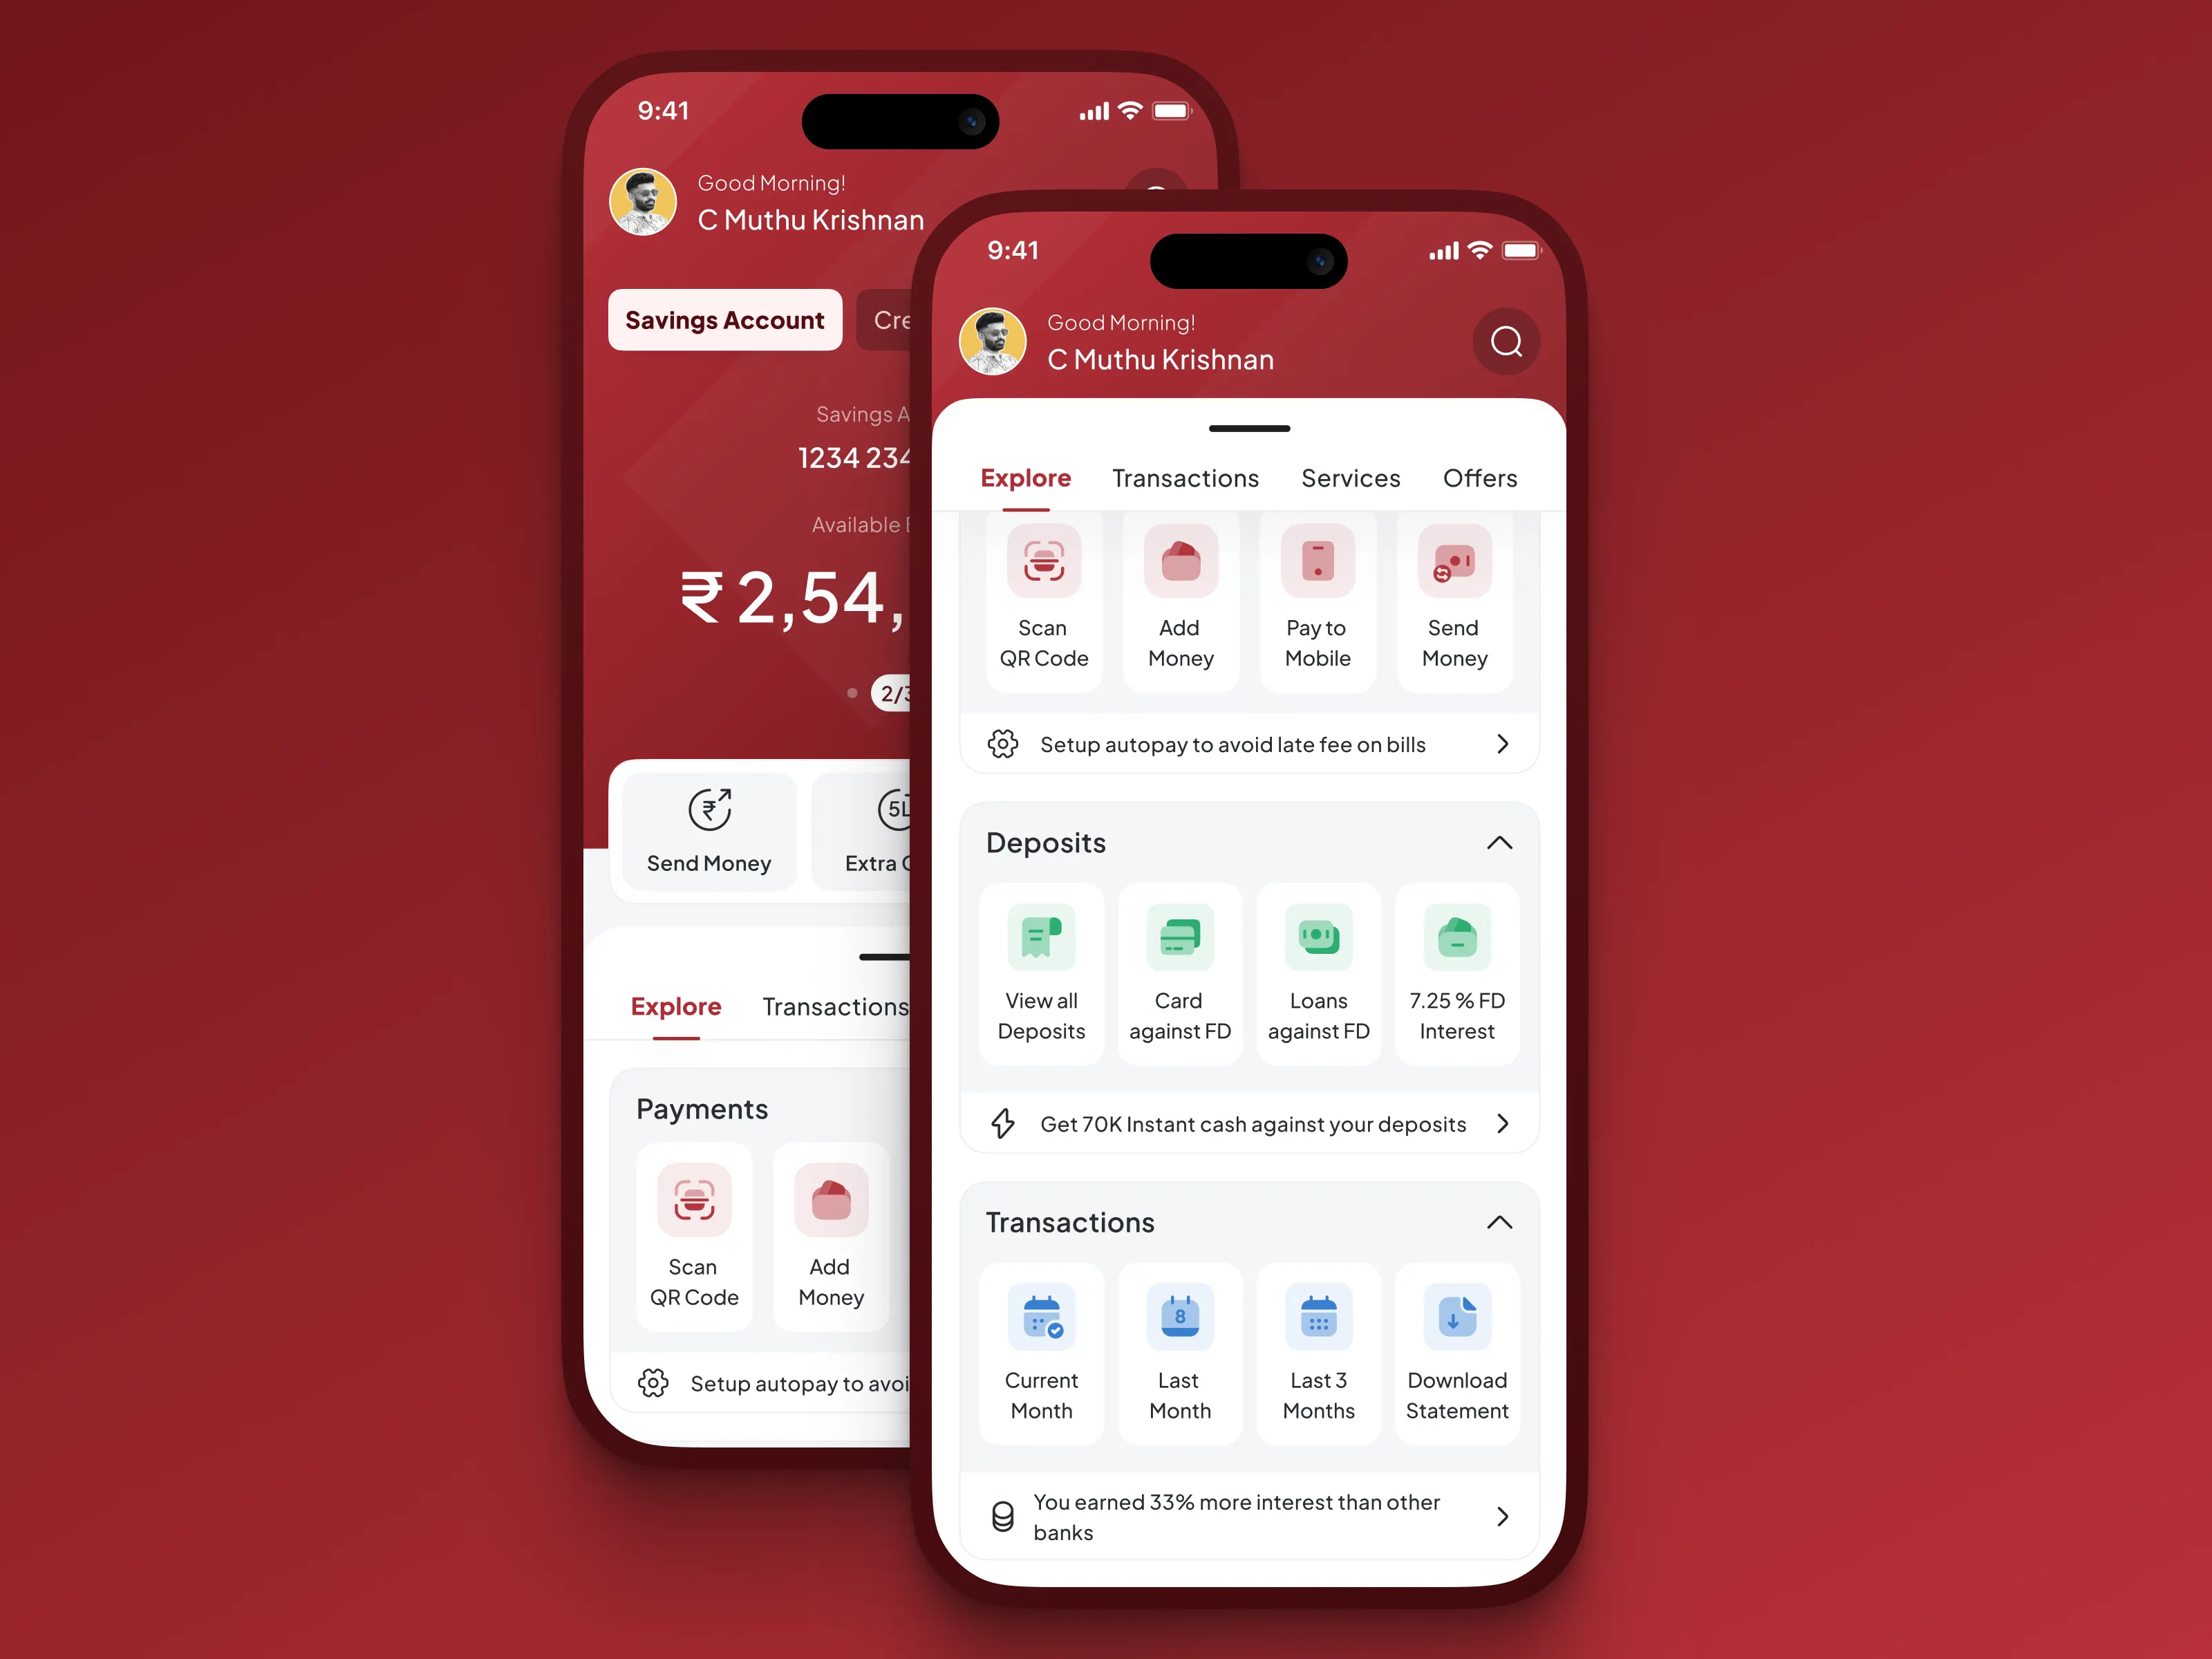 9:41
Good Morning!
C Muthu Krishnan
Savings Account
Savings
1234
Available
₹ 2,54,
Send Money
Extra
Explore Transactions
Payments
Scan
QR Code
Add
Money
Setup autopay to
9:41
Good Morning!
C Muthu Krishnan
Explore Transactions Services Offers
Scan
QR Code
Add
Money
Pay to
Mobile
Send
Money
Setup autopay to avoid late fee on bills
Deposits
View all
Deposits
Card
against FD
Loans
against FD
7.25 % FD
Interest
Get 70K Instant cash against your deposits
Transactions
Current
Month
8
Last
Month
Last 3
Months
Download
Statement
You earned 33% more interest than other
banks